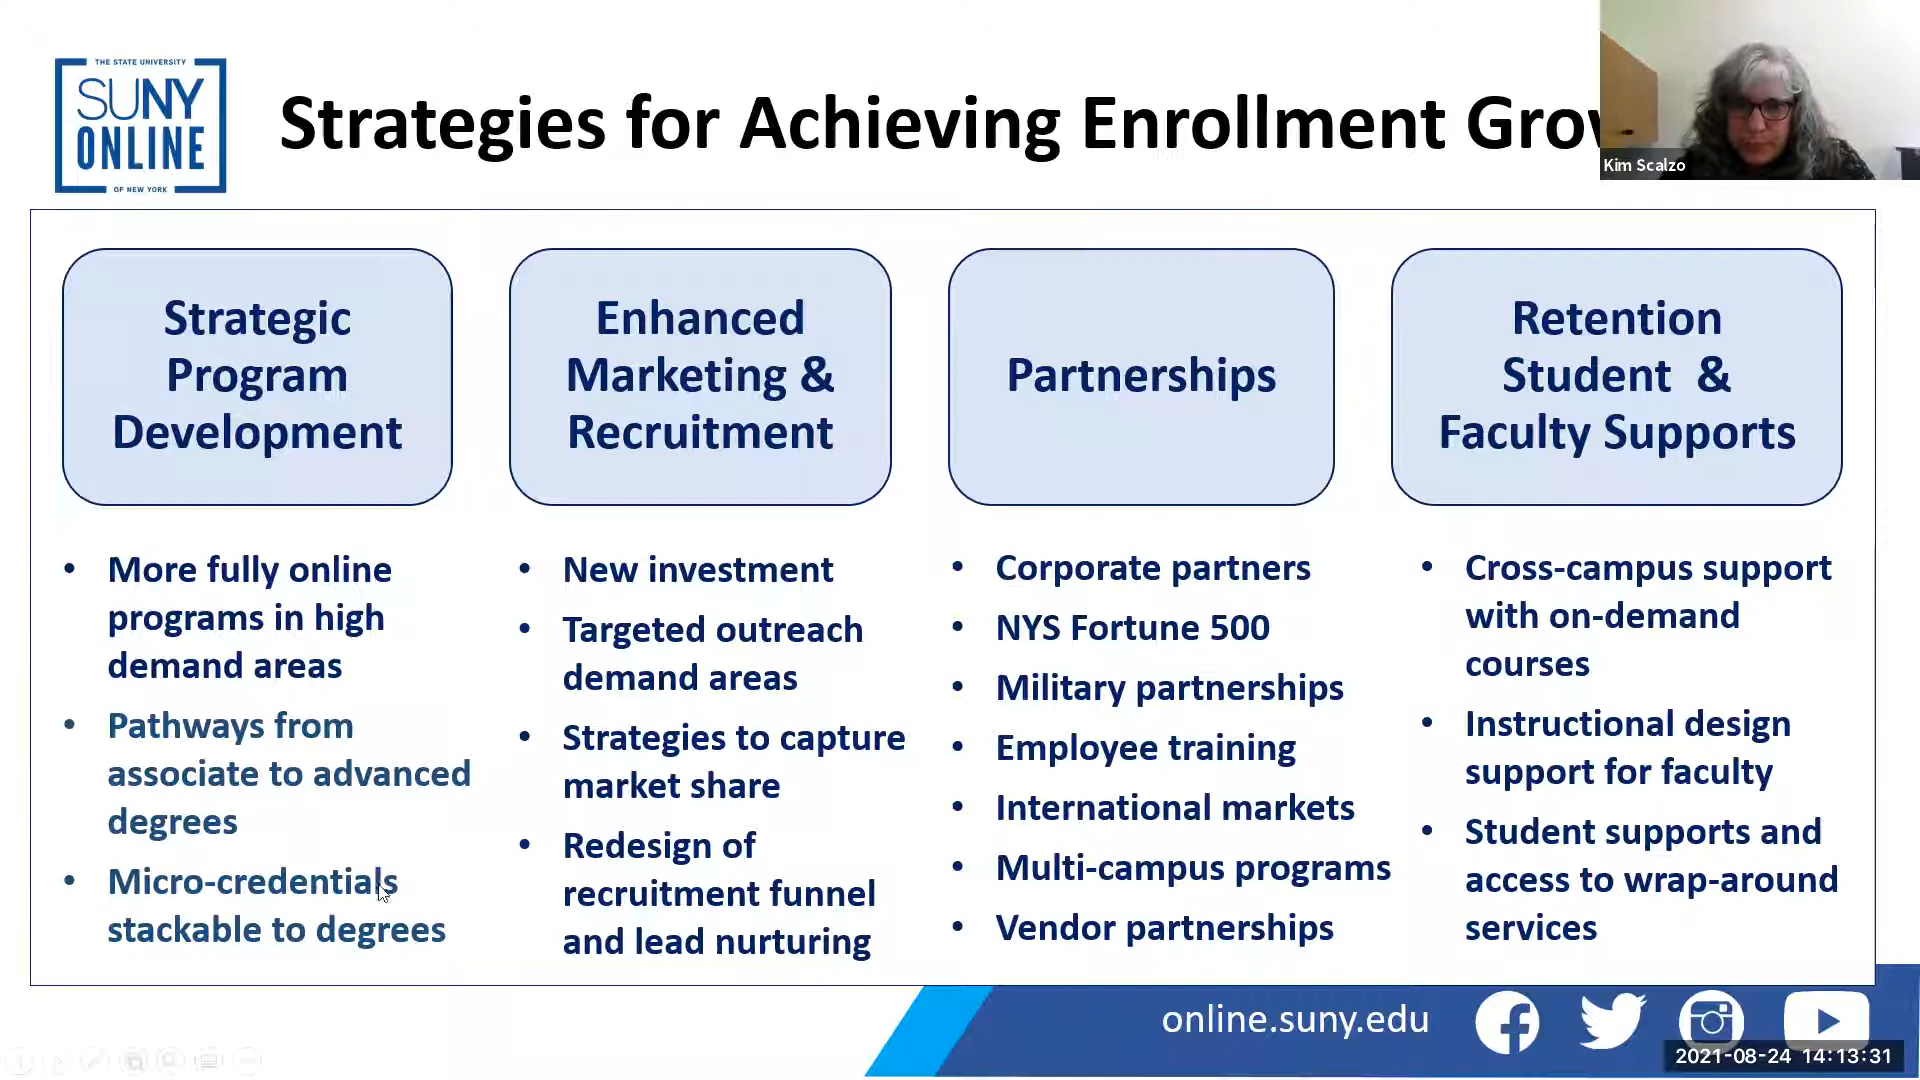 THE STATE UNIVERSITY
SUNY
ONLINE
OF NEW YORK
Strategies for Achieving Enrollment
Kim Scalzo
Strategic
Program
Development
Enhanced
Marketing &
Recruitment
Partnerships
Retention
Student &
Faculty Supports
• More fully online
programs in high
demand areas
• Pathways from
associate to advanced
degrees
• Micro-credentials
stackable to degrees
• New investment
• Targeted outreach
demand areas
• Strategies to capture
market share
• Redesign of
recruitment funnel
and lead nurturing
• Corporate partners
• NYS Fortune 500
• Military partnerships
• Employee training
• International markets
• Multi-campus programs
• Vendor partnerships
• Cross-campus support
with on-demand
courses
• Instructional design
support for faculty
• Student supports and
access to wrap-around
services
online.suny.edu
2021-08-24 14:13:31